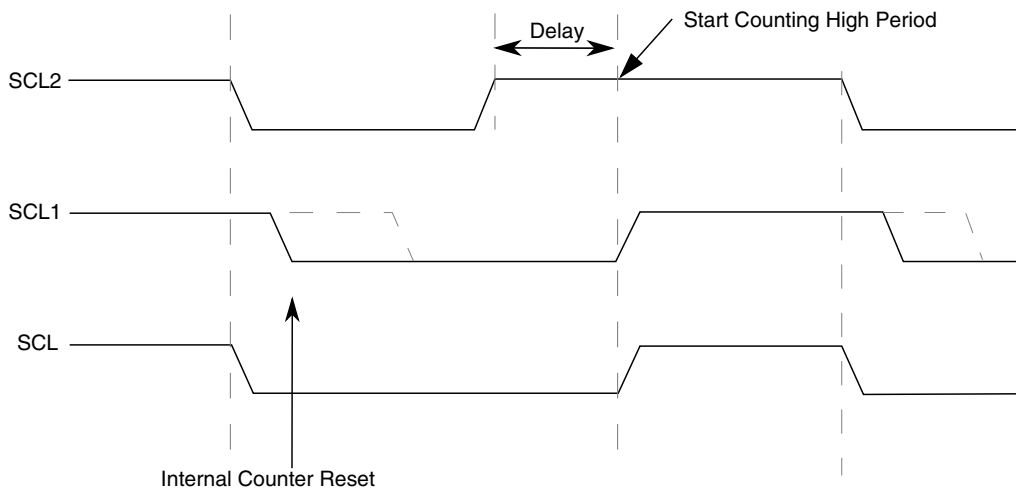 Start Counting High Period
Delay
SCL2
SCL1
SCL
Internal Counter Reset